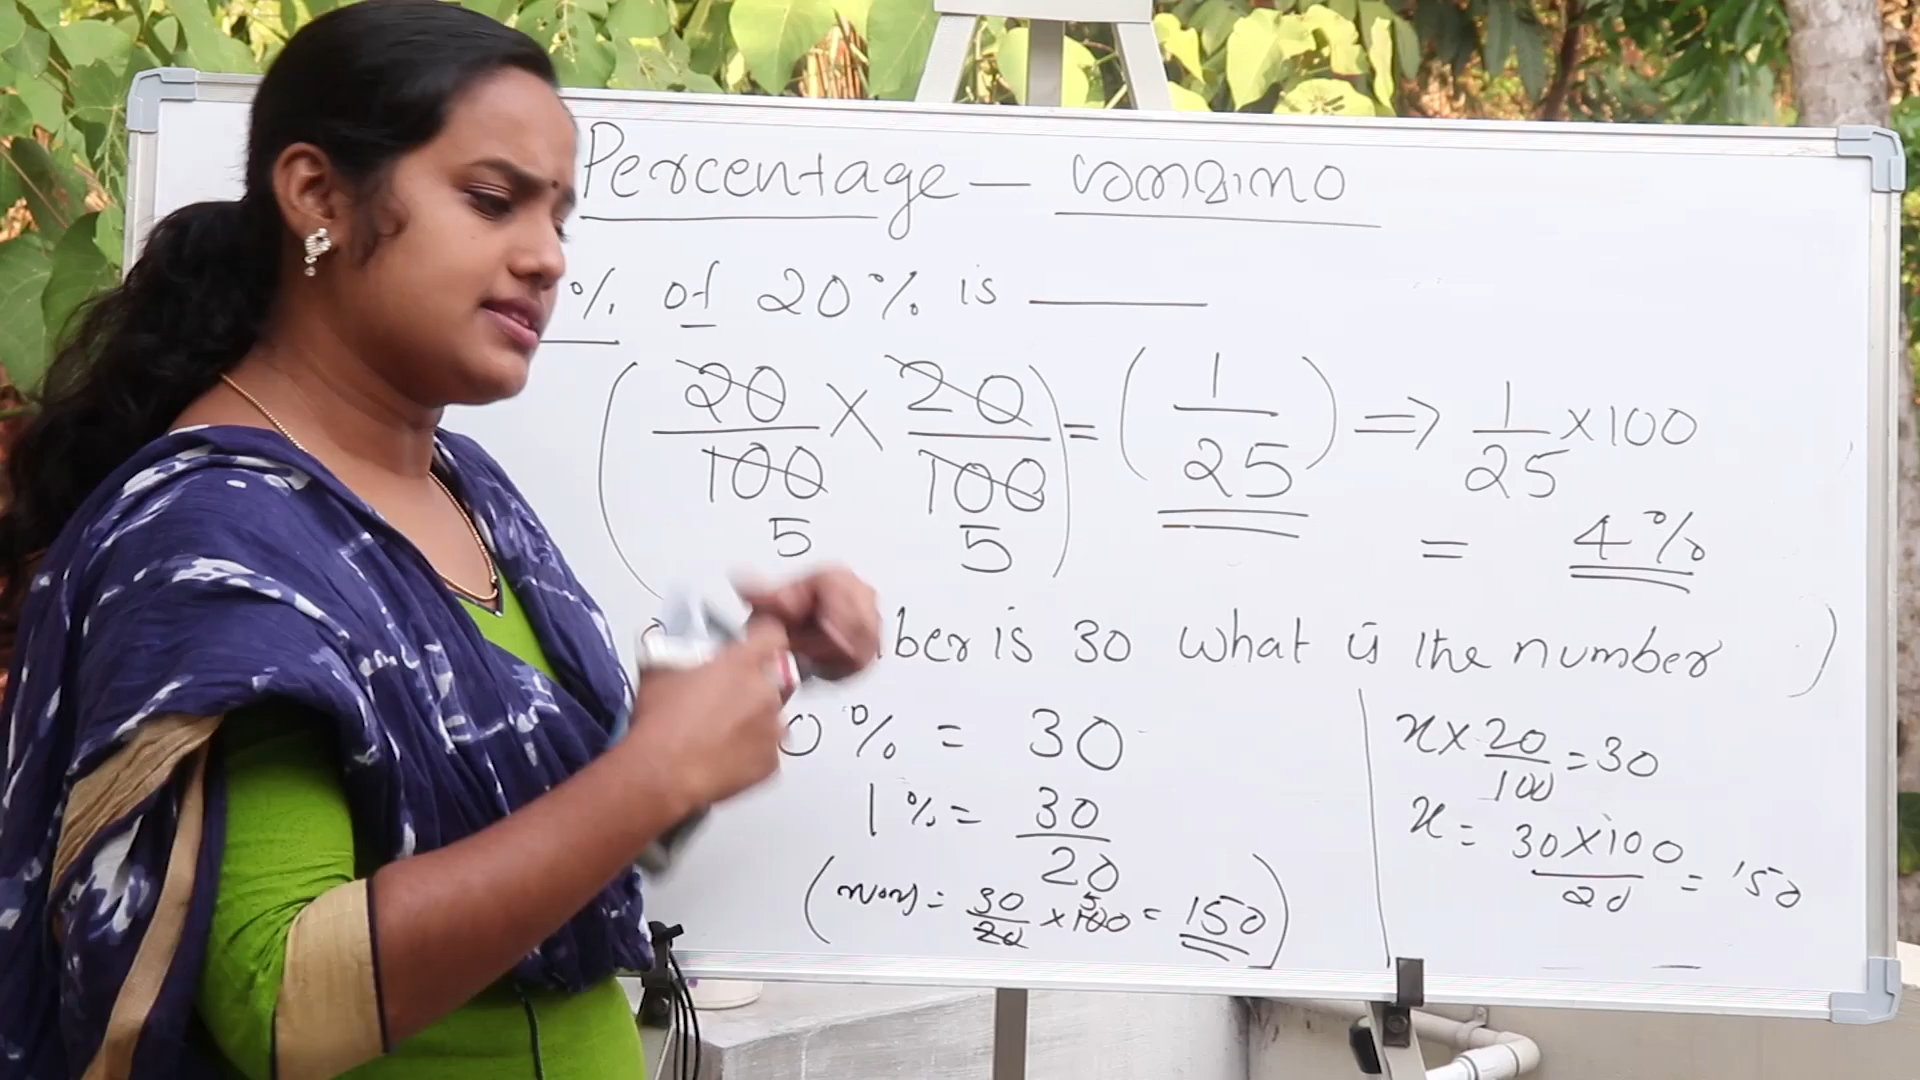 Percentage — ശതമാനം
% of 20% is ______
( 20/100 × 20/100 ) = ( 1/25 ) ⇒ 1/25 × 100
5 5
= 4%
ber is 30 what is the number )
0% = 30
1% = 30/20
= 30/20 × 100 = 150 )
5
x × 20/100 = 30
x = 30×100/20 = 150